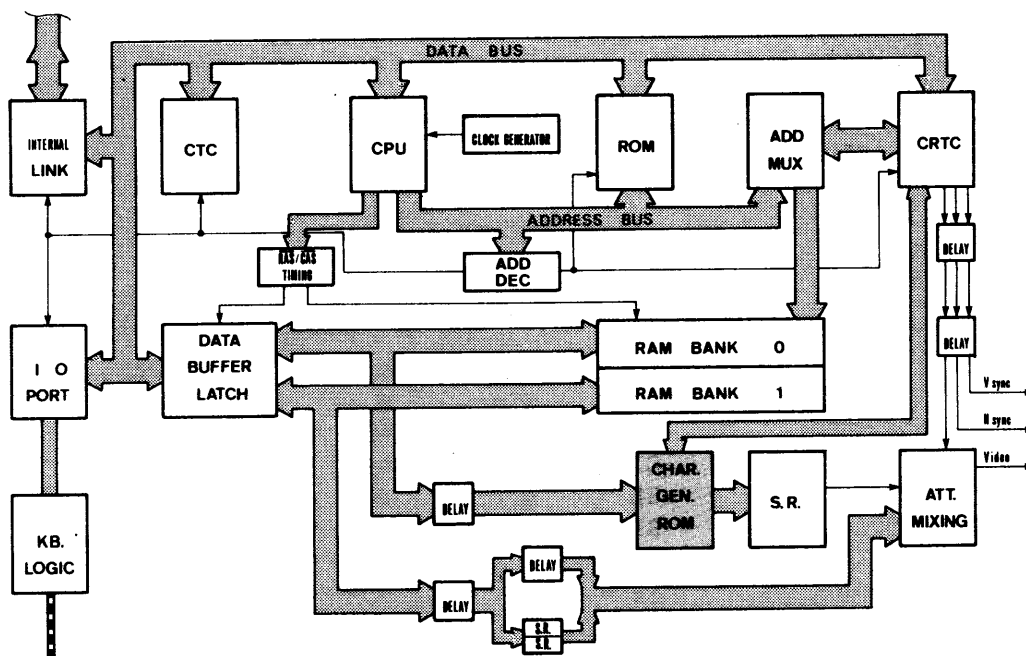 DATA BUS
INTERNAL
LINK
CTC
CPU
CLOCK GENERATOR
ROM
ADD
MUX
CRTC
ADDRESS BUS
RAS/CAS
TIMING
ADD
DEC
DELAY
I O
PORT
DATA
BUFFER
LATCH
RAM BANK 0
RAM BANK 1
DELAY
V sync
H sync
Video
KB.
LOGIC
DELAY
CHAR.
GEN.
ROM
S.R.
ATT.
MIXING
DELAY
DELAY
S.R.
S.R.